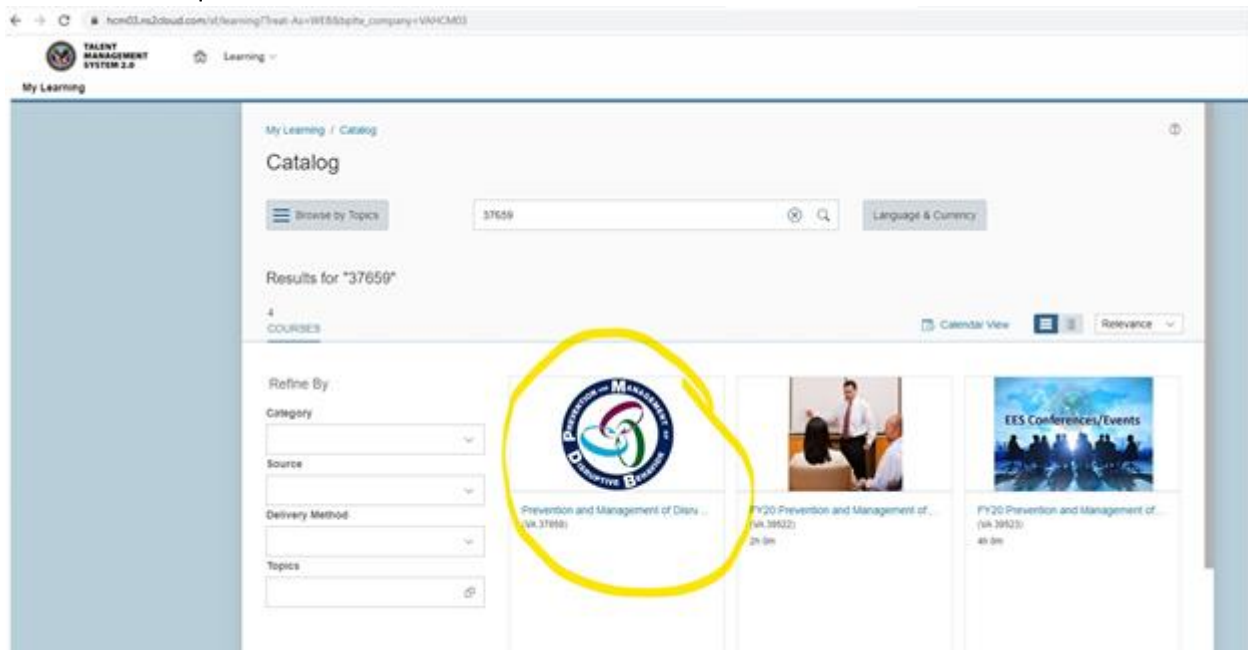 hcm03.ns2cloud.com/sf/learning?Treat-As=WEB&bplte_company=VAHCM03
TALENT
MANAGEMENT
SYSTEM 2.0
Learning
My Learning
My Learning / Catalog
Catalog
Browse by Topics
37659
Language & Currency
Results for "37659"
4
COURSES
Calendar View
Relevance
Refine By
Category
Source
Delivery Method
Topics
PREVENTION AND MANAGEMENT OF
DISRUPTIVE BEHAVIOR
Prevention and Management of Disru ...
(VA 37659)
FY20 Prevention and Management of ...
(VA 39522)
2h 0m
EES Conferences/Events
FY20 Prevention and Management of ...
(VA 39523)
4h 0m